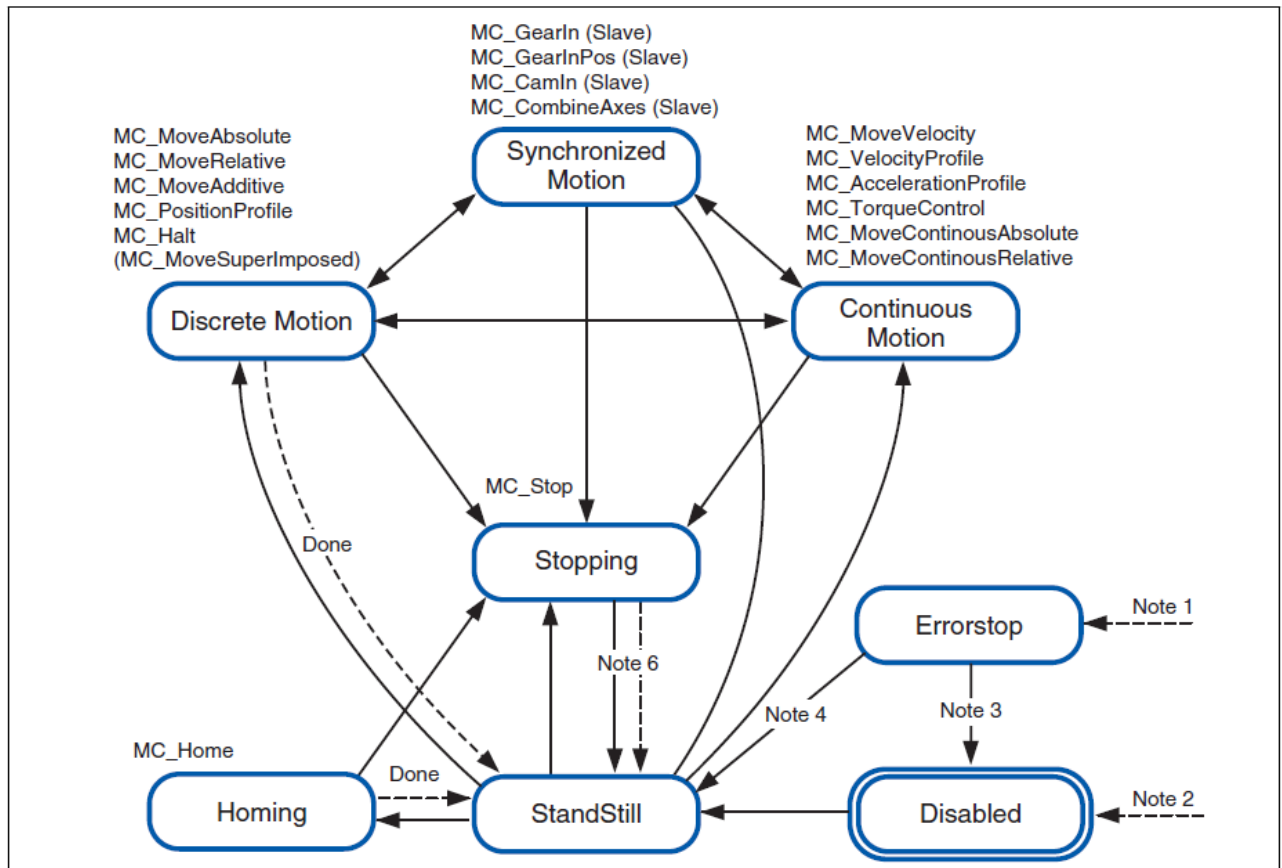 MC_GearIn (Slave)
MC_GearInPos (Slave)
MC_CamIn (Slave)
MC_CombineAxes (Slave)
MC_MoveAbsolute
MC_MoveRelative
MC_MoveAdditive
MC_PositionProfile
MC_Halt
(MC_MoveSuperImposed)
Synchronized
Motion
MC_MoveVelocity
MC_VelocityProfile
MC_AccelerationProfile
MC_TorqueControl
MC_MoveContinousAbsolute
MC_MoveContinousRelative
Discrete Motion
Continuous
Motion
MC_Stop
Done
Stopping
Errorstop
Note 1
Note 6
Note 4
Note 3
MC_Home
Done
Homing
StandStill
Disabled
Note 2